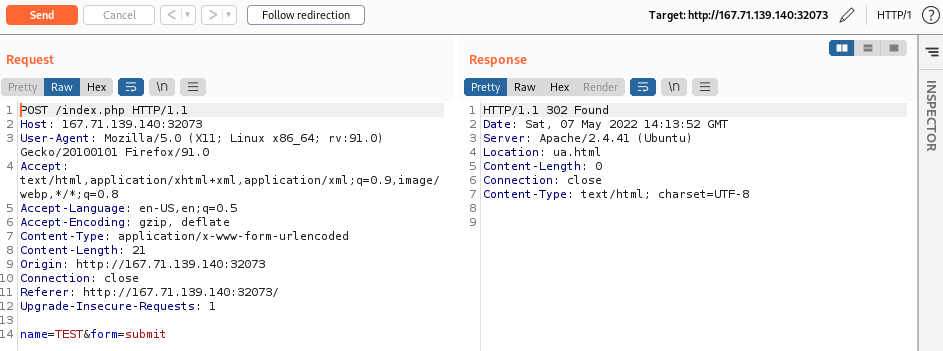 Send Cancel < ▾ > ▾ Follow redirection Target: http://167.71.139.140:32073 HTTP/1 ?
Request
Pretty Raw Hex \n
1 POST /index.php HTTP/1.1
2 Host: 167.71.139.140:32073
3 User-Agent: Mozilla/5.0 (X11; Linux x86_64; rv:91.0)
Gecko/20100101 Firefox/91.0
4 Accept:
text/html,application/xhtml+xml,application/xml;q=0.9,image/
webp,*/*;q=0.8
5 Accept-Language: en-US,en;q=0.5
6 Accept-Encoding: gzip, deflate
7 Content-Type: application/x-www-form-urlencoded
8 Content-Length: 21
9 Origin: http://167.71.139.140:32073
10 Connection: close
11 Referer: http://167.71.139.140:32073/
12 Upgrade-Insecure-Requests: 1
13
14 name=TEST&form=submit
Response
Pretty Raw Hex Render \n
1 HTTP/1.1 302 Found
2 Date: Sat, 07 May 2022 14:13:52 GMT
3 Server: Apache/2.4.41 (Ubuntu)
4 Location: ua.html
5 Content-Length: 0
6 Connection: close
7 Content-Type: text/html; charset=UTF-8
8
9
INSPECTOR